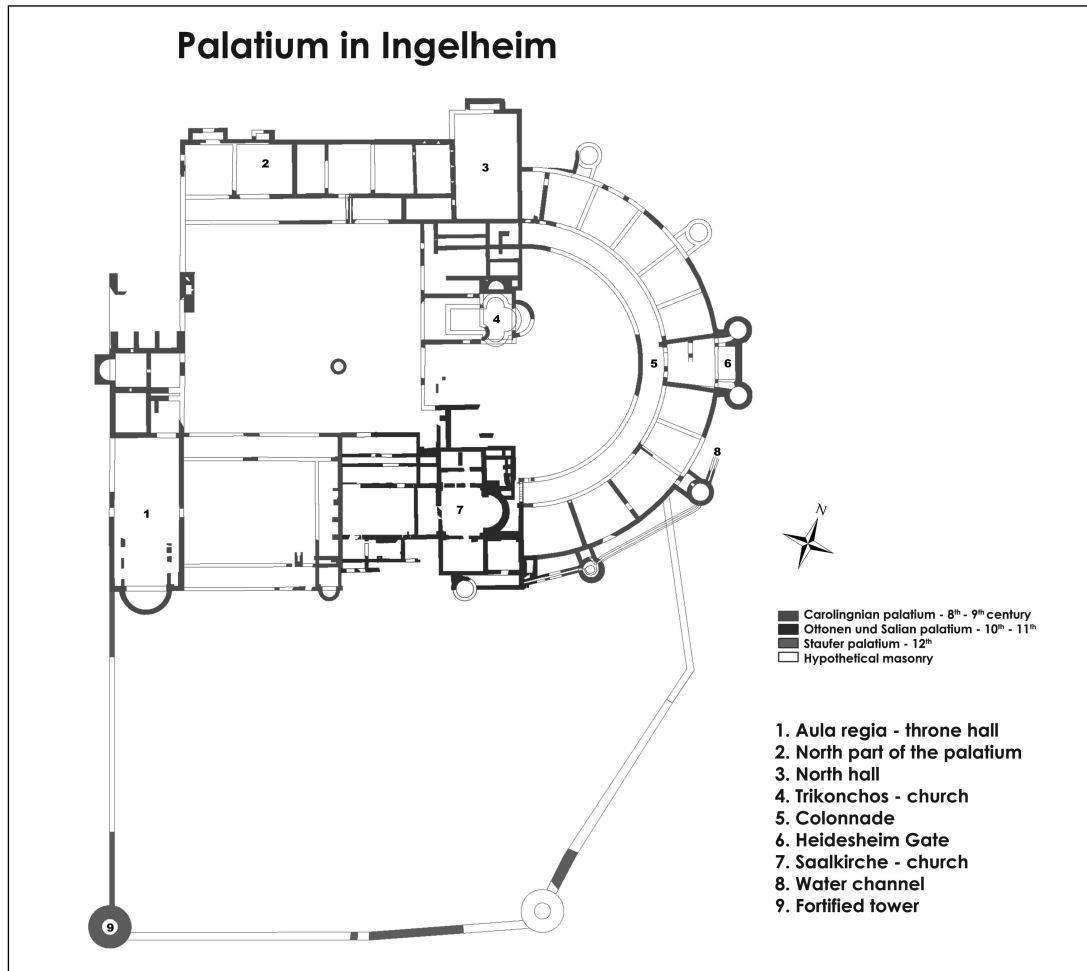 Palatium in Ingelheim
2
3
4
5
6
8
7
1
N
Carolingnian palatium - 8th - 9th century
Ottonen und Salian palatium - 10th - 11th
Staufer palatium - 12th
Hypothetical masonry
1. Aula regia - throne hall
2. North part of the palatium
3. North hall
4. Trikonchos - church
5. Colonnade
6. Heidesheim Gate
7. Saalkirche - church
8. Water channel
9. Fortified tower
9